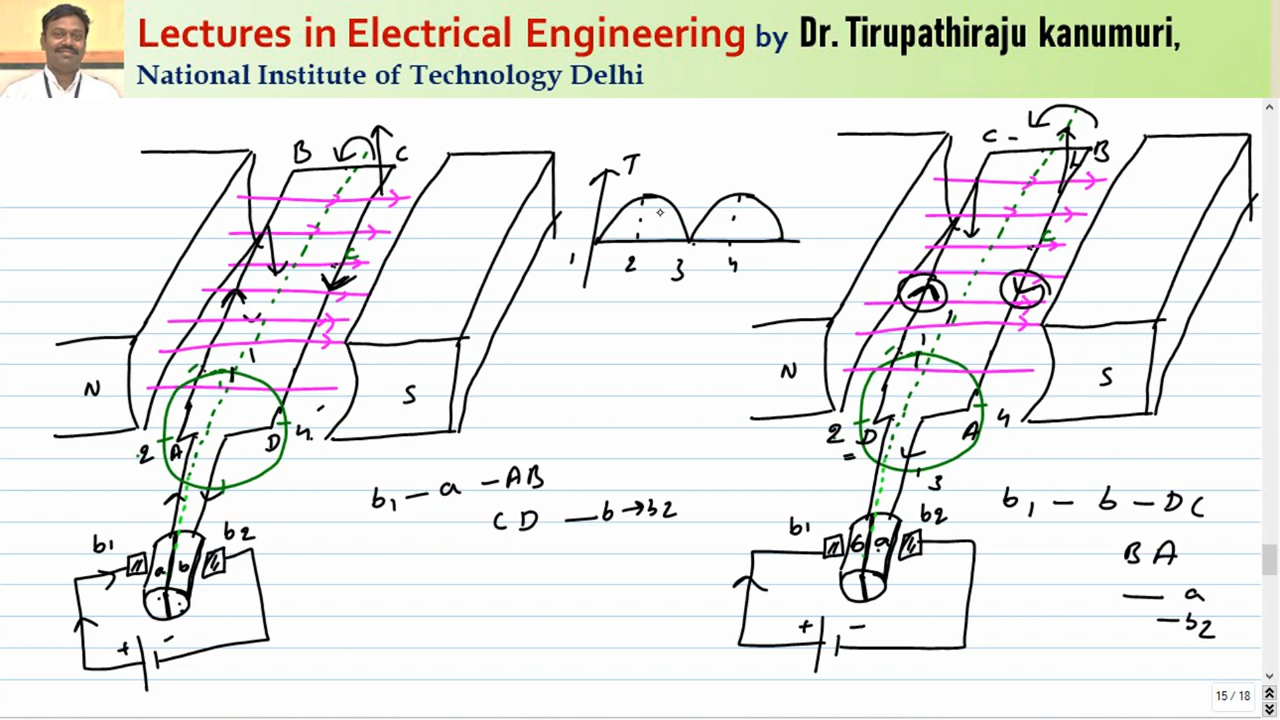 Lectures in Electrical Engineering by Dr. Tirupathiraju kanumuri,
National Institute of Technology Delhi
B C
N S
A D
2 4
b1 b2
a b
+ -
b1 — a — AB
CD — b → b2
T
1 2 3 4
C - B
N S
2 D A 4
3
b1 b2
b a
+ -
b1 — b — DC
BA
— a
— b2
15 / 18